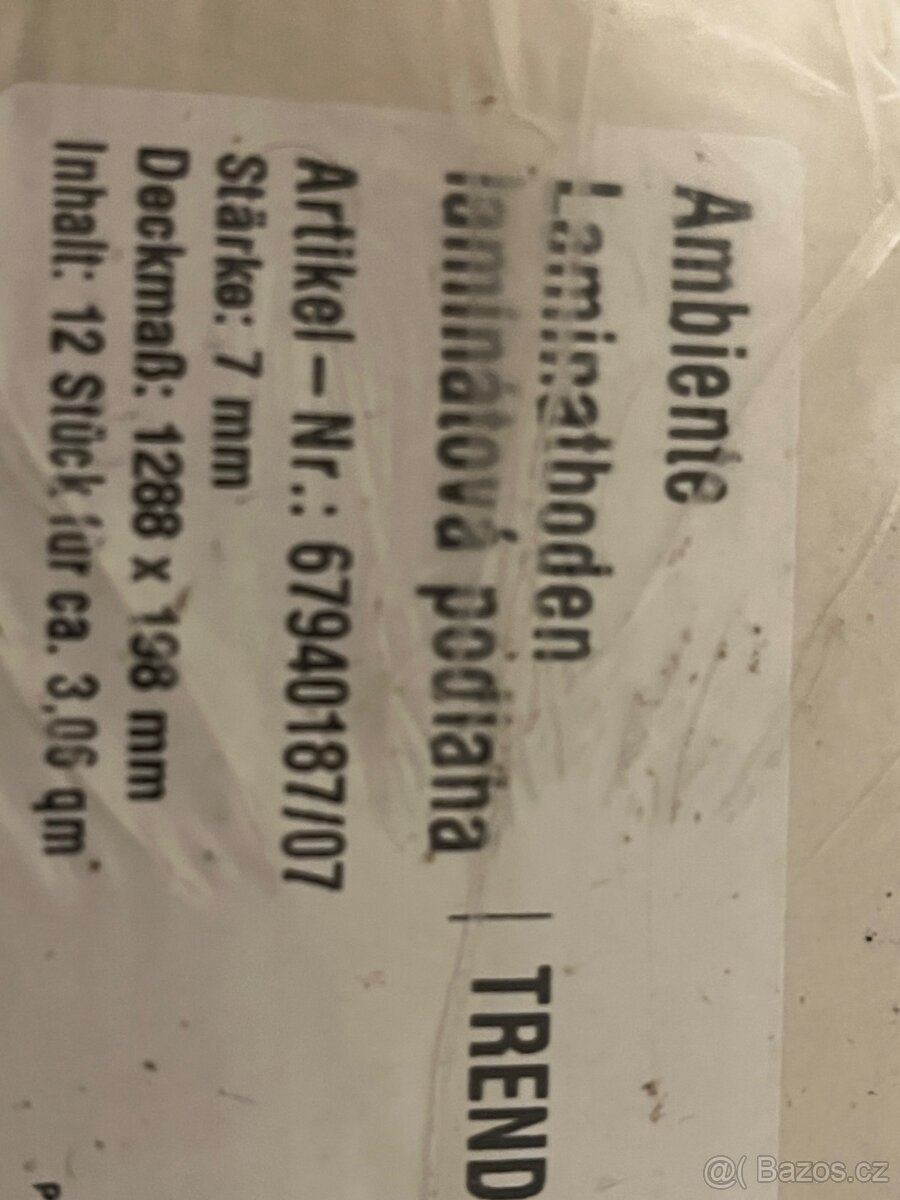 Ambiente
Laminatboden
laminátová podlaha | TREND
Artikel – Nr.: 67940187/07
Stärke: 7 mm
Deckmaß: 1288 x 198 mm
Inhalt: 12 Stück für ca. 3,06 qm
@( Bazos.cz